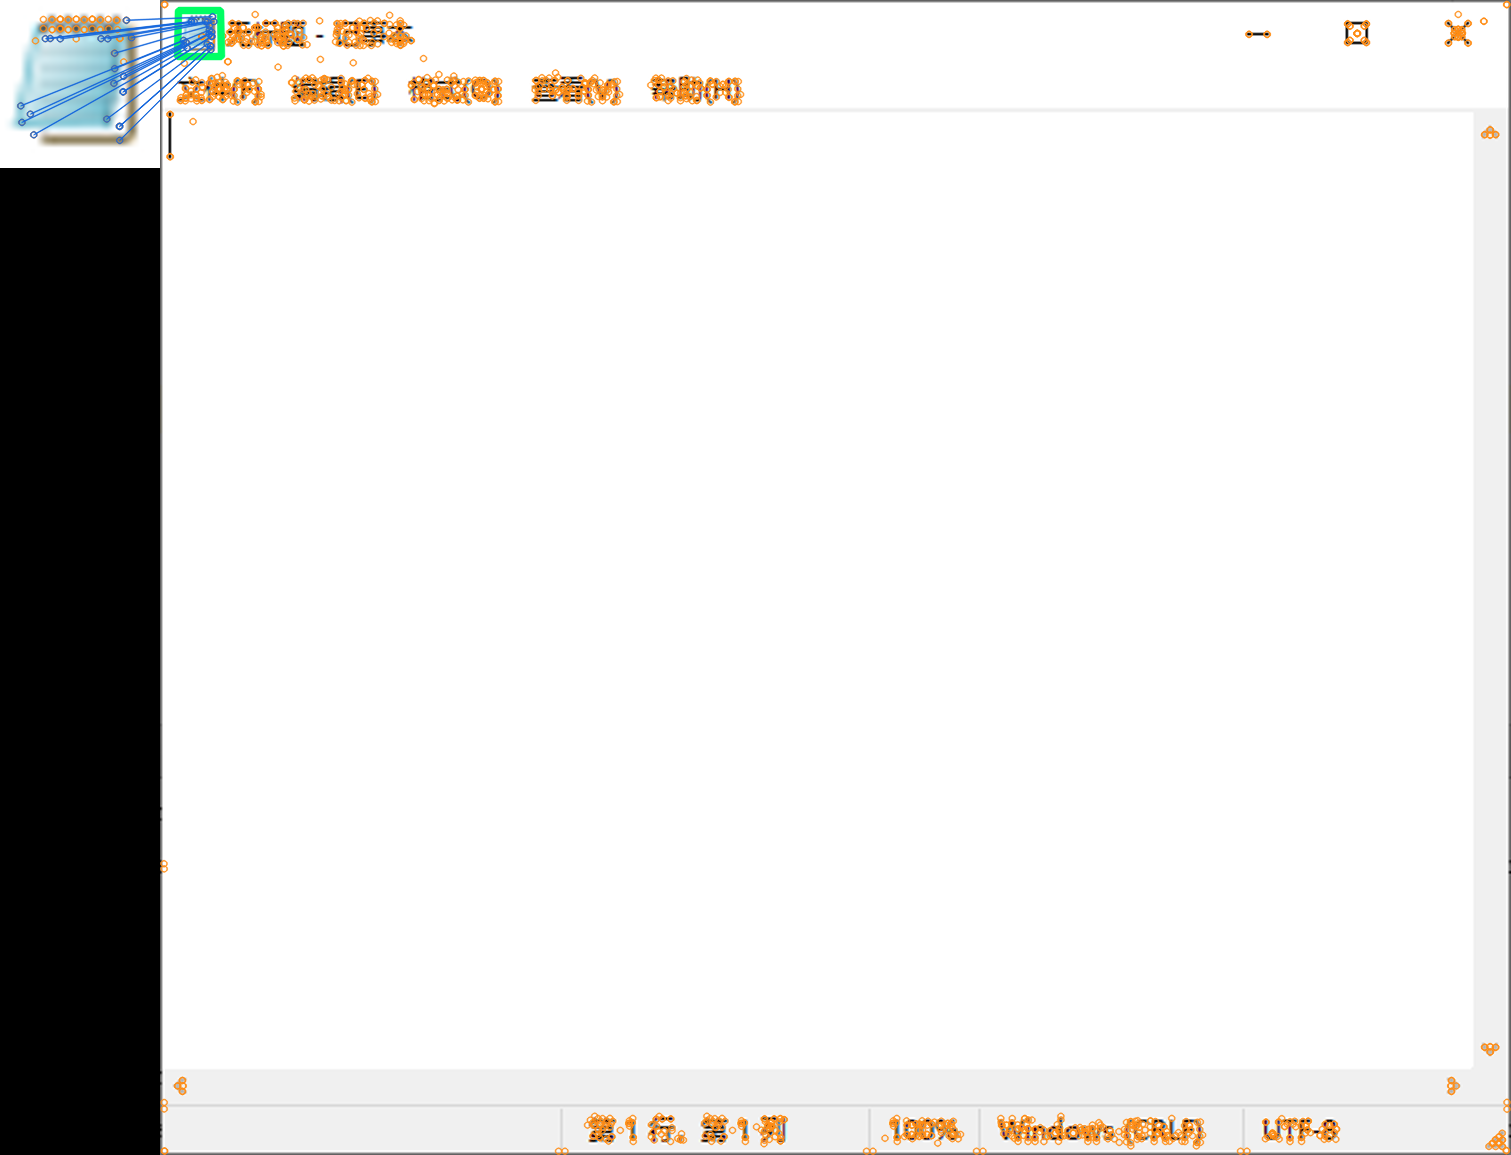 无标题 - 记事本
文件(F) 编辑(E) 格式(O) 查看(V) 帮助(H)
第 1 行，第 1 列 100% Windows (CRLF) UTF-8